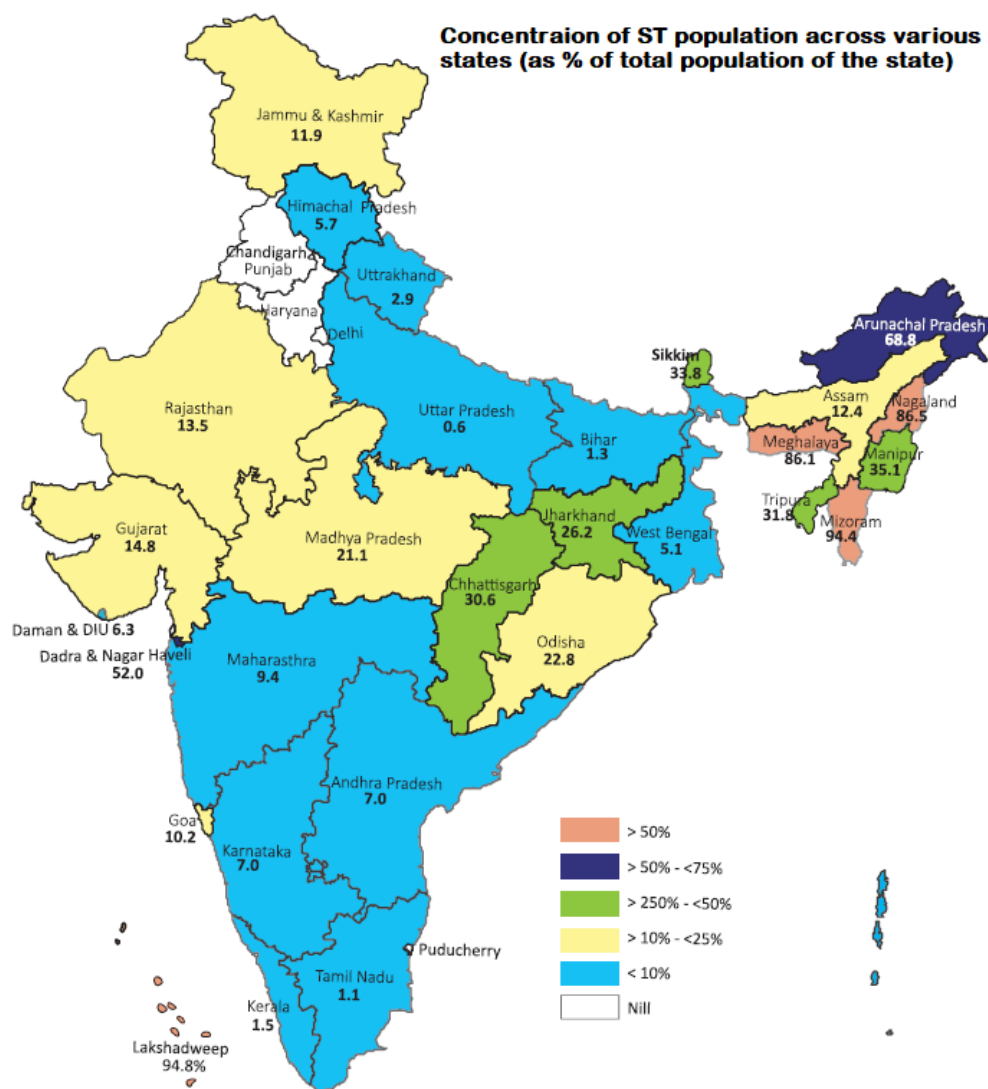 Concentraion of ST population across various
states (as % of total population of the state)
Jammu & Kashmir
11.9
Himachal Pradesh
5.7
Chandigarh
Punjab
Uttrakhand
2.9
Haryana
Delhi
Arunachal Pradesh
68.8
Sikkim
33.8
Rajasthan
13.5
Uttar Pradesh
0.6
Bihar
1.3
Assam
12.4
Nagaland
86.5
Meghalaya
86.1
Manipur
35.1
Tripura
31.8
Mizoram
94.4
Gujarat
14.8
Madhya Pradesh
21.1
Jharkhand
26.2
West Bengal
5.1
Chhattisgarh
30.6
Odisha
22.8
Daman & DIU 6.3
Dadra & Nagar Haveli
52.0
Maharasthra
9.4
Andhra Pradesh
7.0
Goa
10.2
Karnataka
7.0
> 50%
> 50% - <75%
> 250% - <50%
> 10% - <25%
< 10%
Nill
Puducherry
Tamil Nadu
1.1
Kerala
1.5
Lakshadweep
94.8%